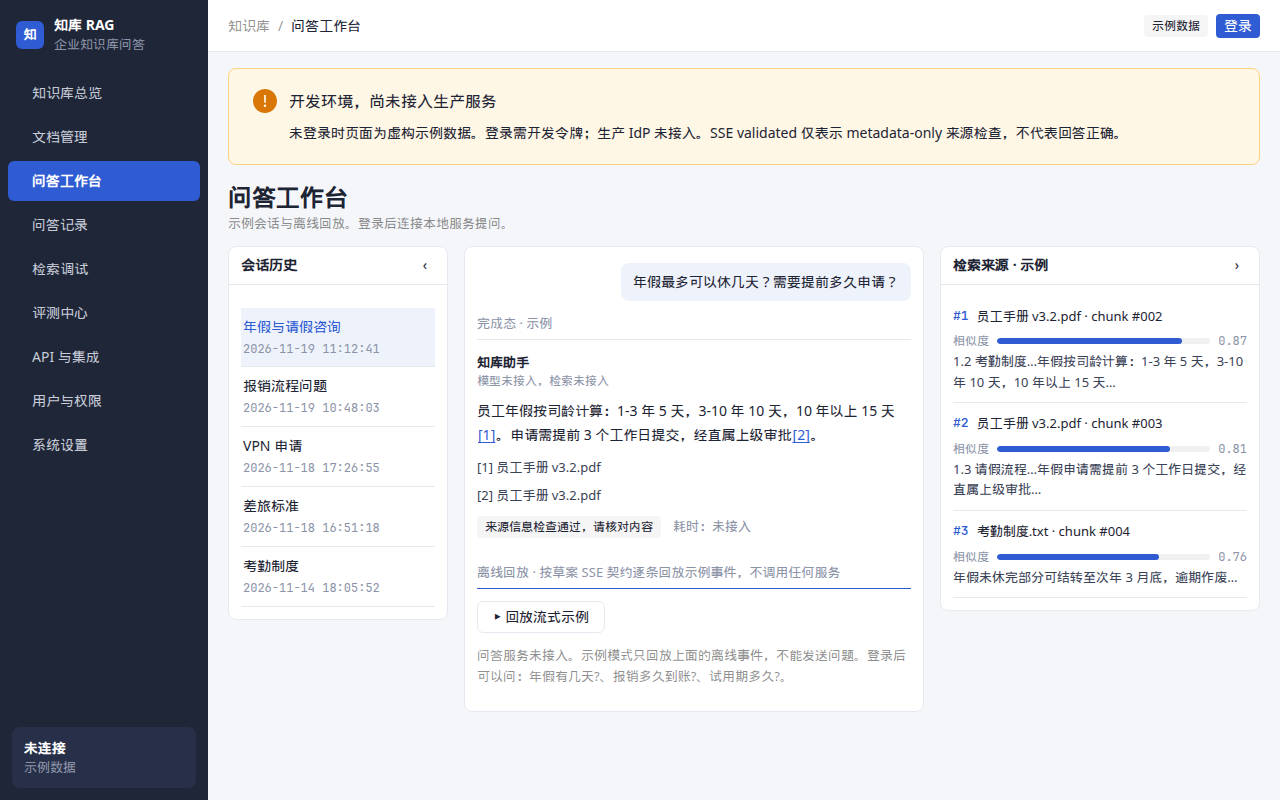 知
知库 RAG
企业知识库问答
知识库总览
文档管理
问答工作台
问答记录
检索调试
评测中心
API 与集成
用户与权限
系统设置
未连接
示例数据
知识库 / 问答工作台
示例数据
登录
!
开发环境，尚未接入生产服务
未登录时页面为虚构示例数据。登录需开发令牌；生产 IdP 未接入。SSE validated 仅表示 metadata-only 来源检查，不代表回答正确。
问答工作台
示例会话与离线回放。登录后连接本地服务提问。
会话历史 ‹
年假与请假咨询
2026-11-19 11:12:41
报销流程问题
2026-11-19 10:48:03
VPN 申请
2026-11-18 17:26:55
差旅标准
2026-11-18 16:51:18
考勤制度
2026-11-14 18:05:52
年假最多可以休几天？需要提前多久申请？
完成态 · 示例
知库助手
模型未接入，检索未接入
员工年假按司龄计算：1-3 年 5 天，3-10 年 10 天，10 年以上 15 天
[1]。申请需提前 3 个工作日提交，经直属上级审批[2]。
[1] 员工手册 v3.2.pdf
[2] 员工手册 v3.2.pdf
来源信息检查通过，请核对内容 耗时：未接入
离线回放 · 按草案 SSE 契约逐条回放示例事件，不调用任何服务
▸ 回放流式示例
问答服务未接入。示例模式只回放上面的离线事件，不能发送问题。登录后
可以问：年假有几天?、报销多久到账?、试用期多久?。
检索来源 · 示例 ›
#1 员工手册 v3.2.pdf · chunk #002
相似度 0.87
1.2 考勤制度…年假按司龄计算：1-3 年 5 天，3-10
年 10 天，10 年以上 15 天…
#2 员工手册 v3.2.pdf · chunk #003
相似度 0.81
1.3 请假流程…年假申请需提前 3 个工作日提交，经
直属上级审批…
#3 考勤制度.txt · chunk #004
相似度 0.76
年假未休完部分可结转至次年 3 月底，逾期作废…